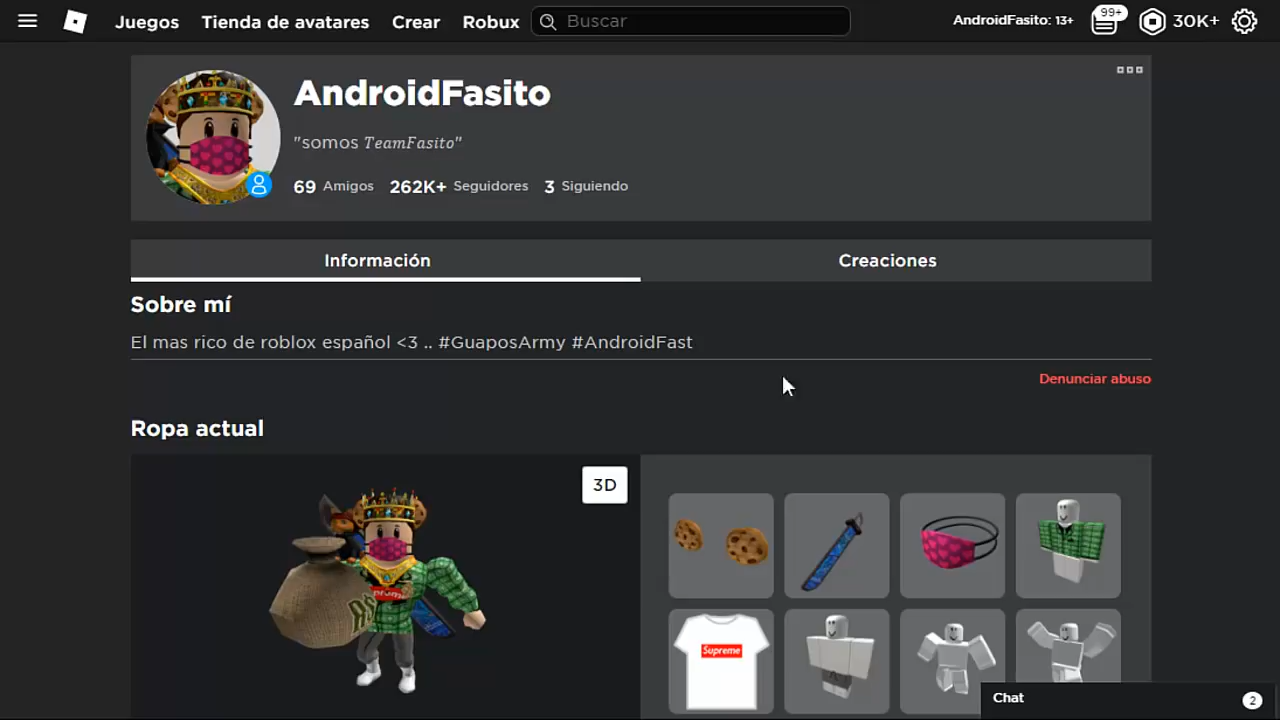 Juegos Tienda de avatares Crear Robux Buscar AndroidFasito: 13+ 99+ 30K+
AndroidFasito
"somos TeamFasito"
69 Amigos 262K+ Seguidores 3 Siguiendo
Información Creaciones
Sobre mí
El mas rico de roblox español <3 .. #GuaposArmy #AndroidFast
Denunciar abuso
Ropa actual
3D
Supreme
Chat 2